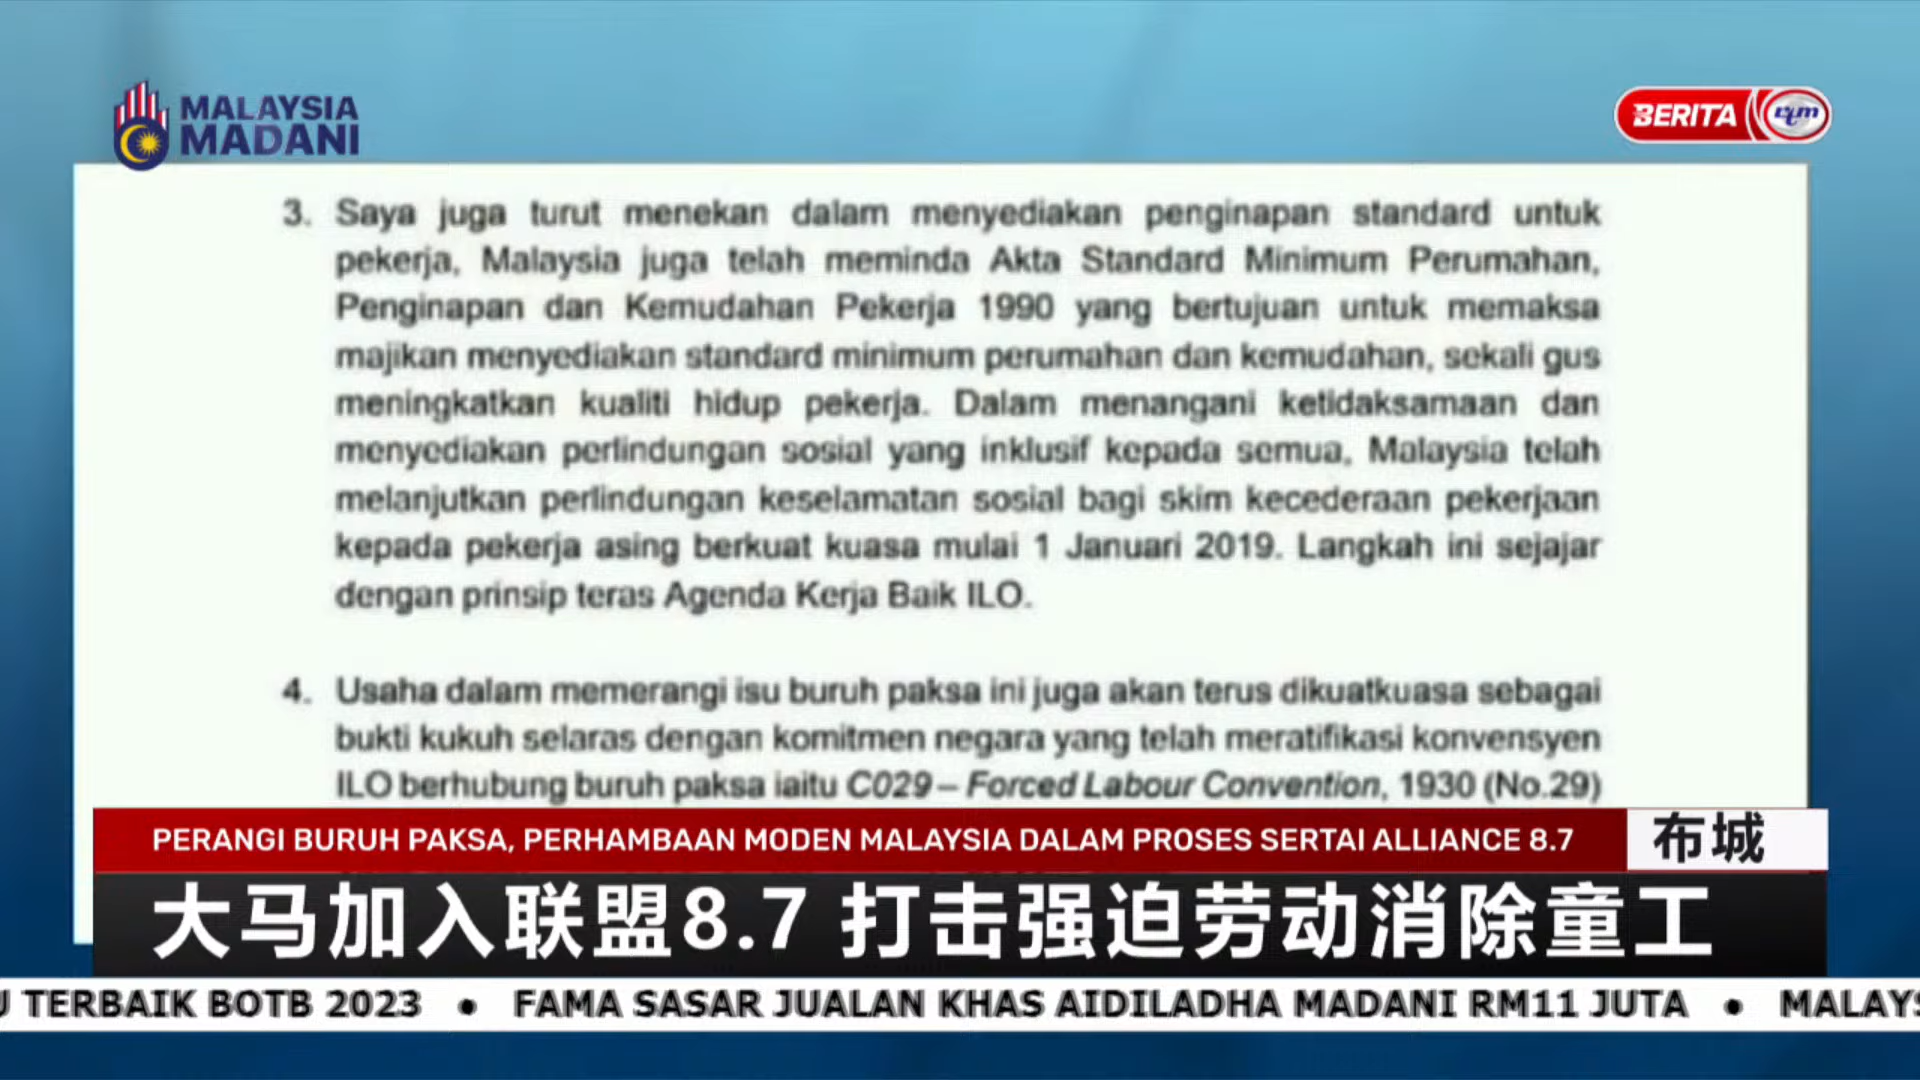 MALAYSIA
MADANI
BERITA rtm
3. Saya juga turut menekan dalam menyediakan penginapan standard untuk
pekerja, Malaysia juga telah meminda Akta Standard Minimum Perumahan,
Penginapan dan Kemudahan Pekerja 1990 yang bertujuan untuk memaksa
majikan menyediakan standard minimum perumahan dan kemudahan, sekali gus
meningkatkan kualiti hidup pekerja. Dalam menangani ketidaksamaan dan
menyediakan perlindungan sosial yang inklusif kepada semua, Malaysia telah
melanjutkan perlindungan keselamatan sosial bagi skim kecederaan pekerjaan
kepada pekerja asing berkuat kuasa mulai 1 Januari 2019. Langkah ini sejajar
dengan prinsip teras Agenda Kerja Baik ILO.
4. Usaha dalam memerangi isu buruh paksa ini juga akan terus dikuatkuasa sebagai
bukti kukuh selaras dengan komitmen negara yang telah meratifikasi konvensyen
ILO berhubung buruh paksa iaitu C029 – Forced Labour Convention, 1930 (No.29)
PERANGI BURUH PAKSA, PERHAMBAAN MODEN MALAYSIA DALAM PROSES SERTAI ALLIANCE 8.7
布城
大马加入联盟8.7 打击强迫劳动消除童工
U TERBAIK BOTB 2023 • FAMA SASAR JUALAN KHAS AIDILADHA MADANI RM11 JUTA • MALAYS